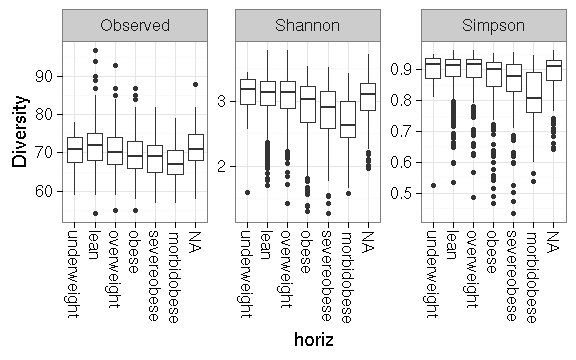 Observed Shannon Simpson
Diversity
90
80
70
60
3
2
0.9
0.8
0.7
0.6
0.5
underweight
lean
overweight
obese
severeobese
morbidobese
NA
underweight
lean
overweight
obese
severeobese
morbidobese
NA
underweight
lean
overweight
obese
severeobese
morbidobese
NA
horiz